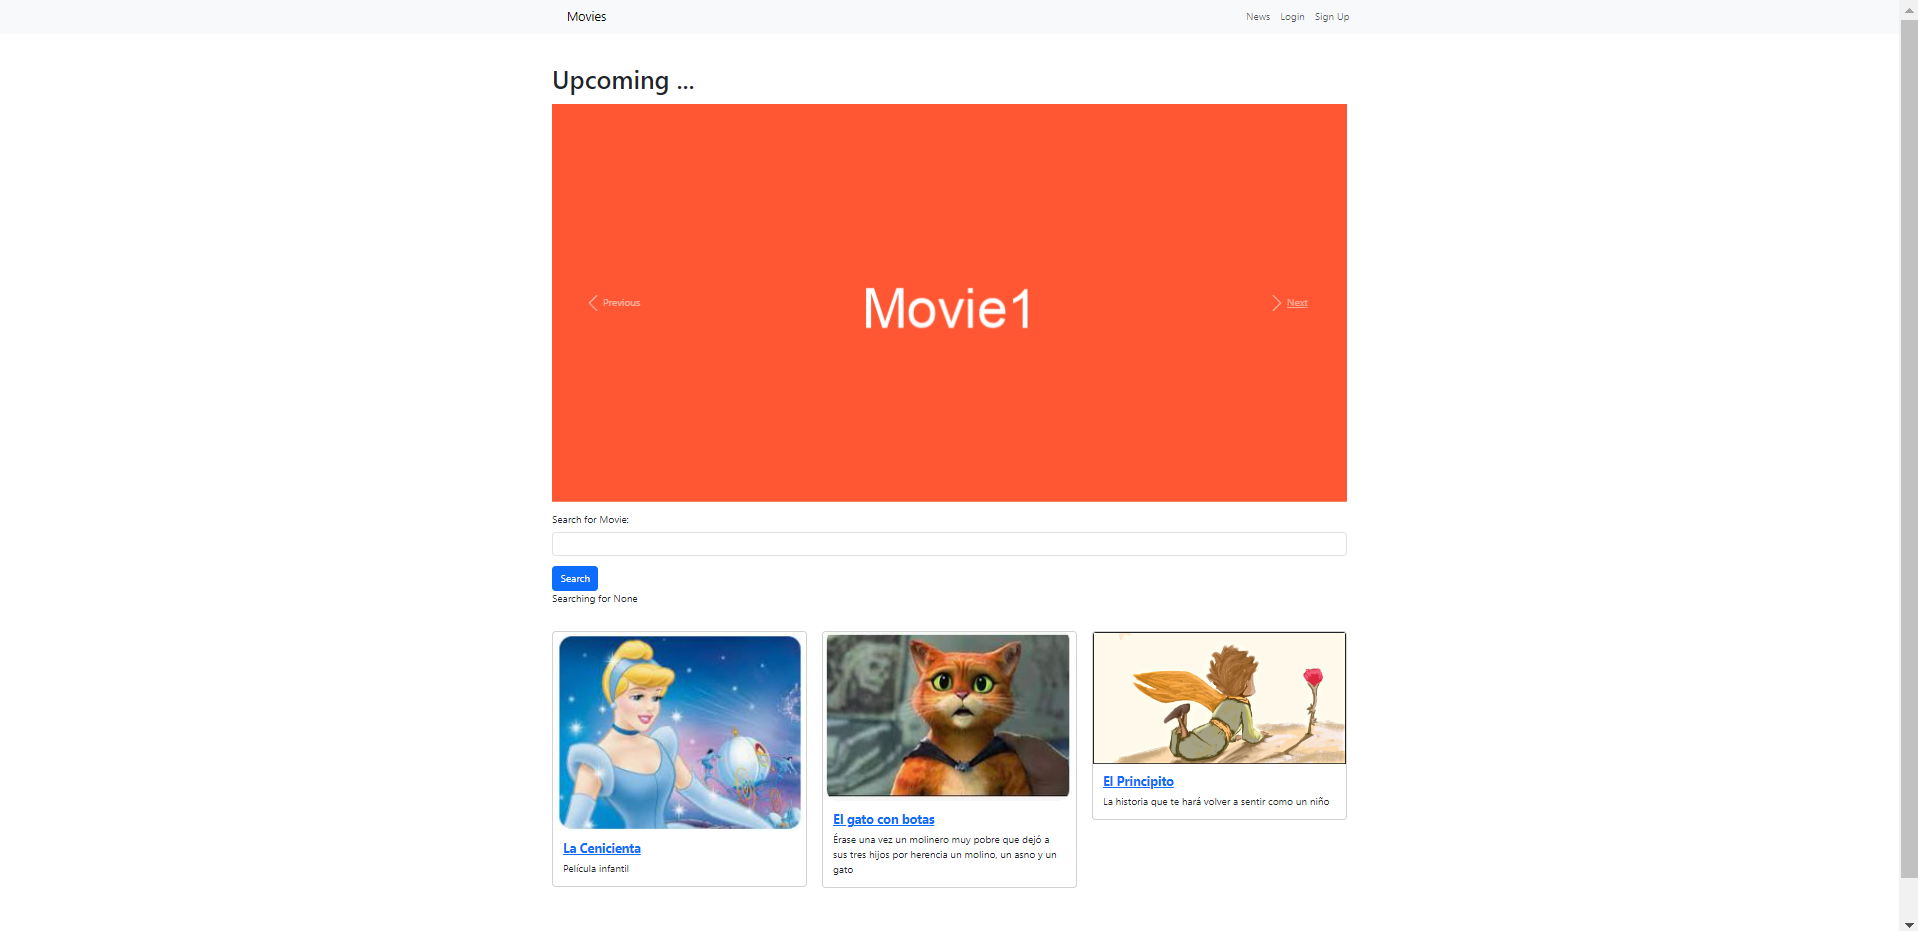 Movies
News Login Sign Up
Upcoming ...
Previous
Movie1
Next
Search for Movie:
Search
Searching for None
La Cenicienta
Película infantil
El gato con botas
Érase una vez un molinero muy pobre que dejó a
sus tres hijos por herencia un molino, un asno y un
gato
El Principito
La historia que te hará volver a sentir como un niño